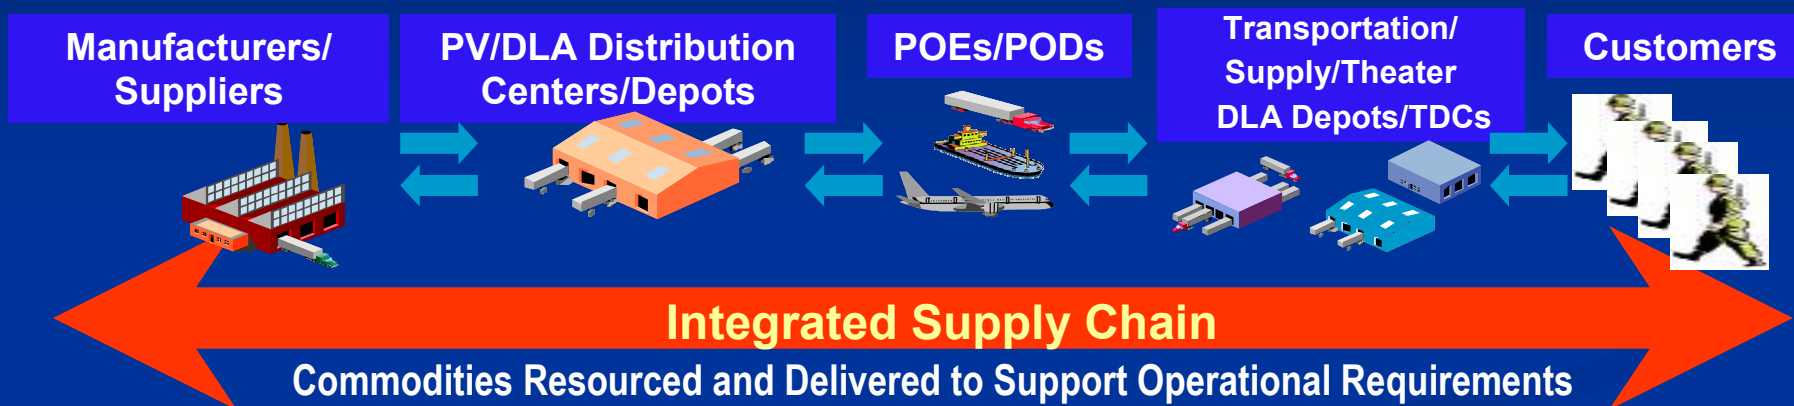 Manufacturers/
Suppliers
PV/DLA Distribution
Centers/Depots
POEs/PODs
Transportation/
Supply/Theater
DLA Depots/TDCs
Customers
Integrated Supply Chain
Commodities Resourced and Delivered to Support Operational Requirements